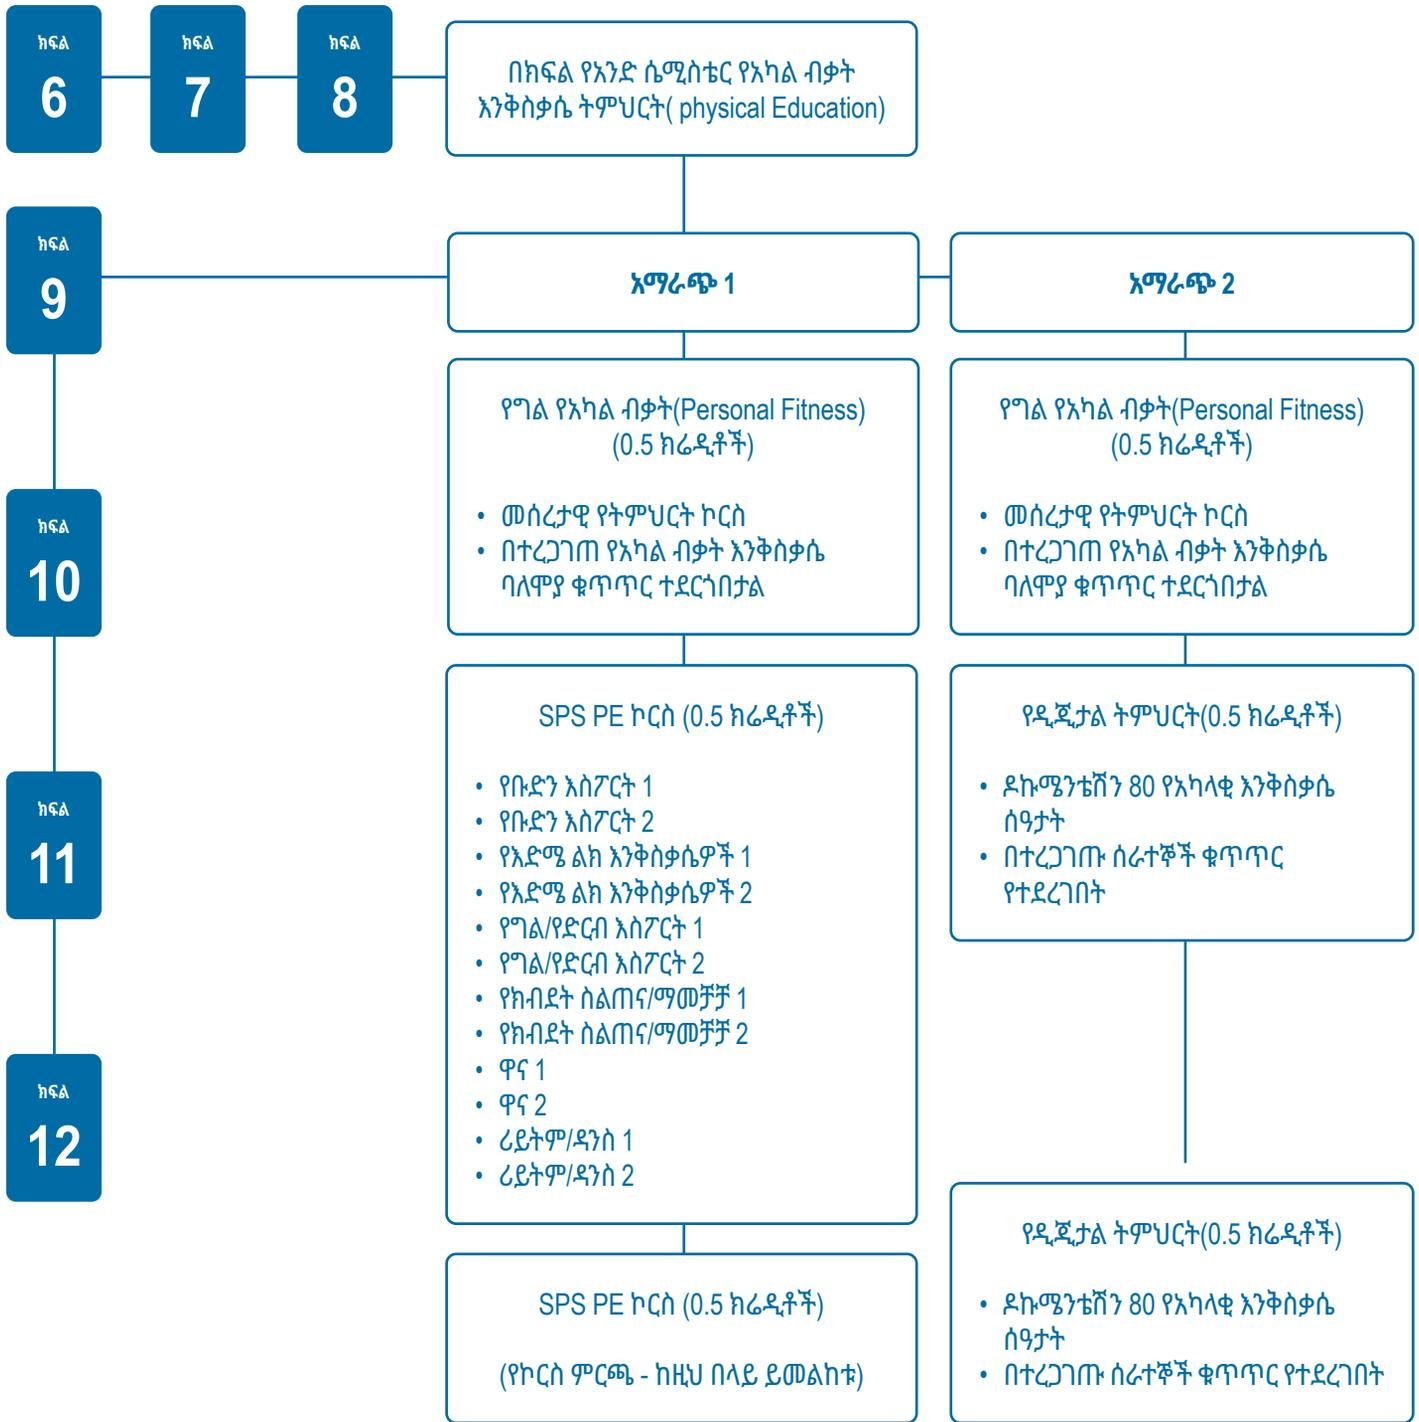 ክፍል
6
ክፍል
7
ክፍል
8
በክፍል የአንድ ሴሚስቴር የአካል ብቃት
እንቅስቃሴ ትምህርት( physical Education)
ክፍል
9
አማራጭ 1
አማራጭ 2
የግል የአካል ብቃት(Personal Fitness)
(0.5 ክሬዲቶች)
• መሰረታዊ የትምህርት ኮርስ
• በተረጋገጠ የአካል ብቃት እንቅስቃሴ
ባለሞያ ቁጥጥር ተደርጎበታል
የግል የአካል ብቃት(Personal Fitness)
(0.5 ክሬዲቶች)
• መሰረታዊ የትምህርት ኮርስ
• በተረጋገጠ የአካል ብቃት እንቅስቃሴ
ባለሞያ ቁጥጥር ተደርጎበታል
ክፍል
10
SPS PE ኮርስ (0.5 ክሬዲቶች)
• የቡድን እስፖርት 1
• የቡድን እስፖርት 2
• የእድሜ ልክ እንቅስቃሴዎች 1
• የእድሜ ልክ እንቅስቃሴዎች 2
• የግል/የድርብ እስፖርት 1
• የግል/የድርብ እስፖርት 2
• የክብደት ስልጠና/ማመቻቻ 1
• የክብደት ስልጠና/ማመቻቻ 2
• ዋና 1
• ዋና 2
• ሪይትም/ዳንስ 1
• ሪይትም/ዳንስ 2
የዲጂታል ትምህርት(0.5 ክሬዲቶች)
• ዶኩሜንቴሽን 80 የአካላቂ እንቅስቃሴ
ሰዓታት
• በተረጋገጡ ሰራተኞች ቁጥጥር
የተደረገበት
ክፍል
11
ክፍል
12
SPS PE ኮርስ (0.5 ክሬዲቶች)
(የኮርስ ምርጫ - ከዚህ በላይ ይመልከቱ)
የዲጂታል ትምህርት(0.5 ክሬዲቶች)
• ዶኩሜንቴሽን 80 የአካላቂ እንቅስቃሴ
ሰዓታት
• በተረጋገጡ ሰራተኞች ቁጥጥር የተደረገበት